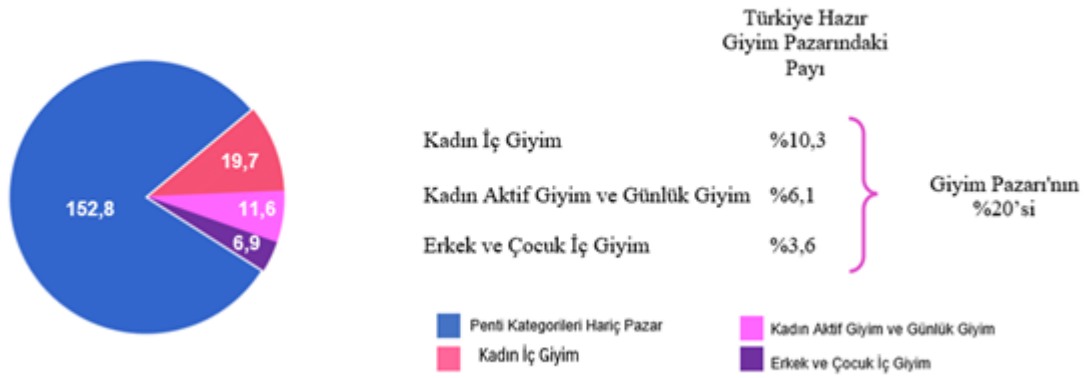 Türkiye Hazır
Giyim Pazarındaki
Payı
152,8
19,7
11,6
6,9
Kadın İç Giyim %10,3
Kadın Aktif Giyim ve Günlük Giyim %6,1
Erkek ve Çocuk İç Giyim %3,6
Giyim Pazarı'nın
%20’si
Penti Kategorileri Hariç Pazar
Kadın İç Giyim
Kadın Aktif Giyim ve Günlük Giyim
Erkek ve Çocuk İç Giyim